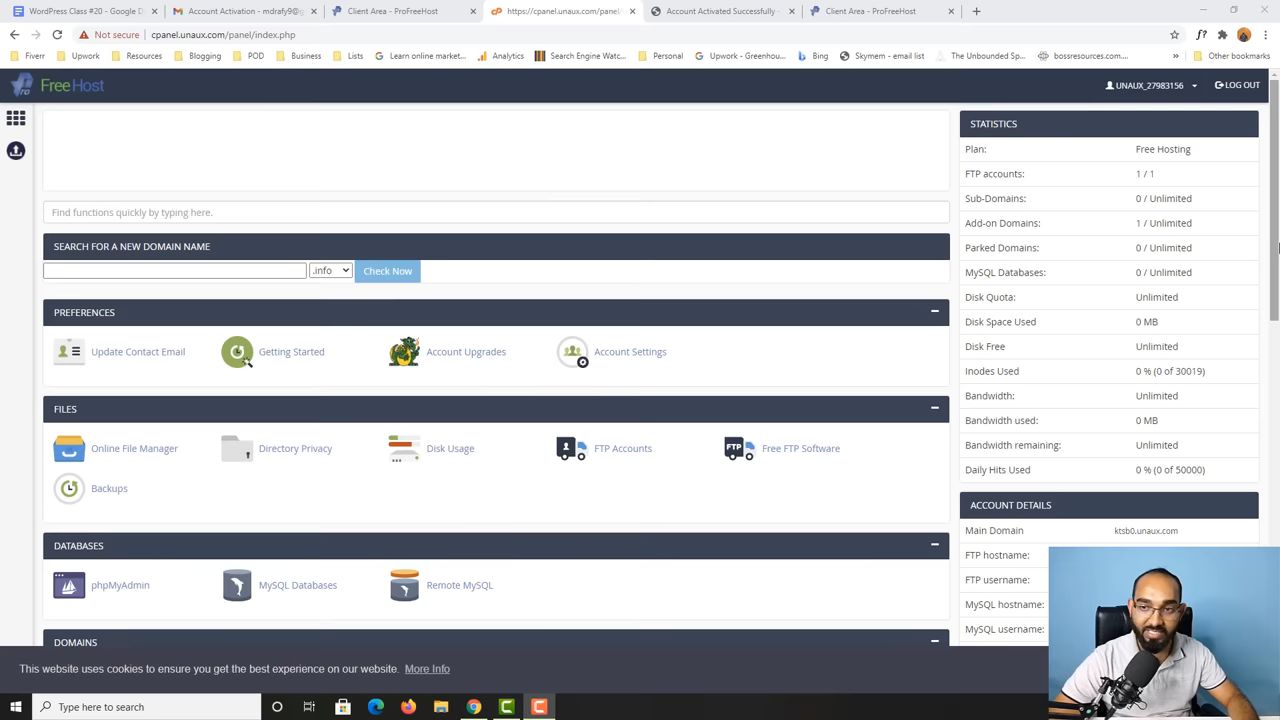 WordPress Class #20 - Google D
Account Activation - mdrafy9@g
Client Area - ProFreeHost
https://cpanel.unaux.com/panel/
Account Activated Successfully
Client Area - ProFreeHost
Not secure
cpanel.unaux.com/panel/index.php
Fiverr
Upwork
Resources
Blogging
POD
Business
Lists
Learn online market...
Analytics
Search Engine Watc...
Personal
Upwork - Greenhou...
Bing
Skymem - email list
The Unbounded Sp...
bossresources.com...
Other bookmarks
FreeHost
UNAUX_27983156
LOG OUT
Find functions quickly by typing here.
SEARCH FOR A NEW DOMAIN NAME
.info
Check Now
PREFERENCES
Update Contact Email
Getting Started
Account Upgrades
Account Settings
FILES
Online File Manager
Directory Privacy
Disk Usage
FTP Accounts
FTP
Free FTP Software
Backups
DATABASES
phpMyAdmin
MySQL Databases
Remote MySQL
DOMAINS
STATISTICS
Plan: Free Hosting
FTP accounts: 1 / 1
Sub-Domains: 0 / Unlimited
Add-on Domains: 1 / Unlimited
Parked Domains: 0 / Unlimited
MySQL Databases: 0 / Unlimited
Disk Quota: Unlimited
Disk Space Used 0 MB
Disk Free Unlimited
Inodes Used 0 % (0 of 30019)
Bandwidth: Unlimited
Bandwidth used: 0 MB
Bandwidth remaining: Unlimited
Daily Hits Used 0 % (0 of 50000)
ACCOUNT DETAILS
Main Domain ktsb0.unaux.com
FTP hostname:
FTP username:
MySQL hostname:
MySQL username:
This website uses cookies to ensure you get the best experience on our website. More Info
Type here to search